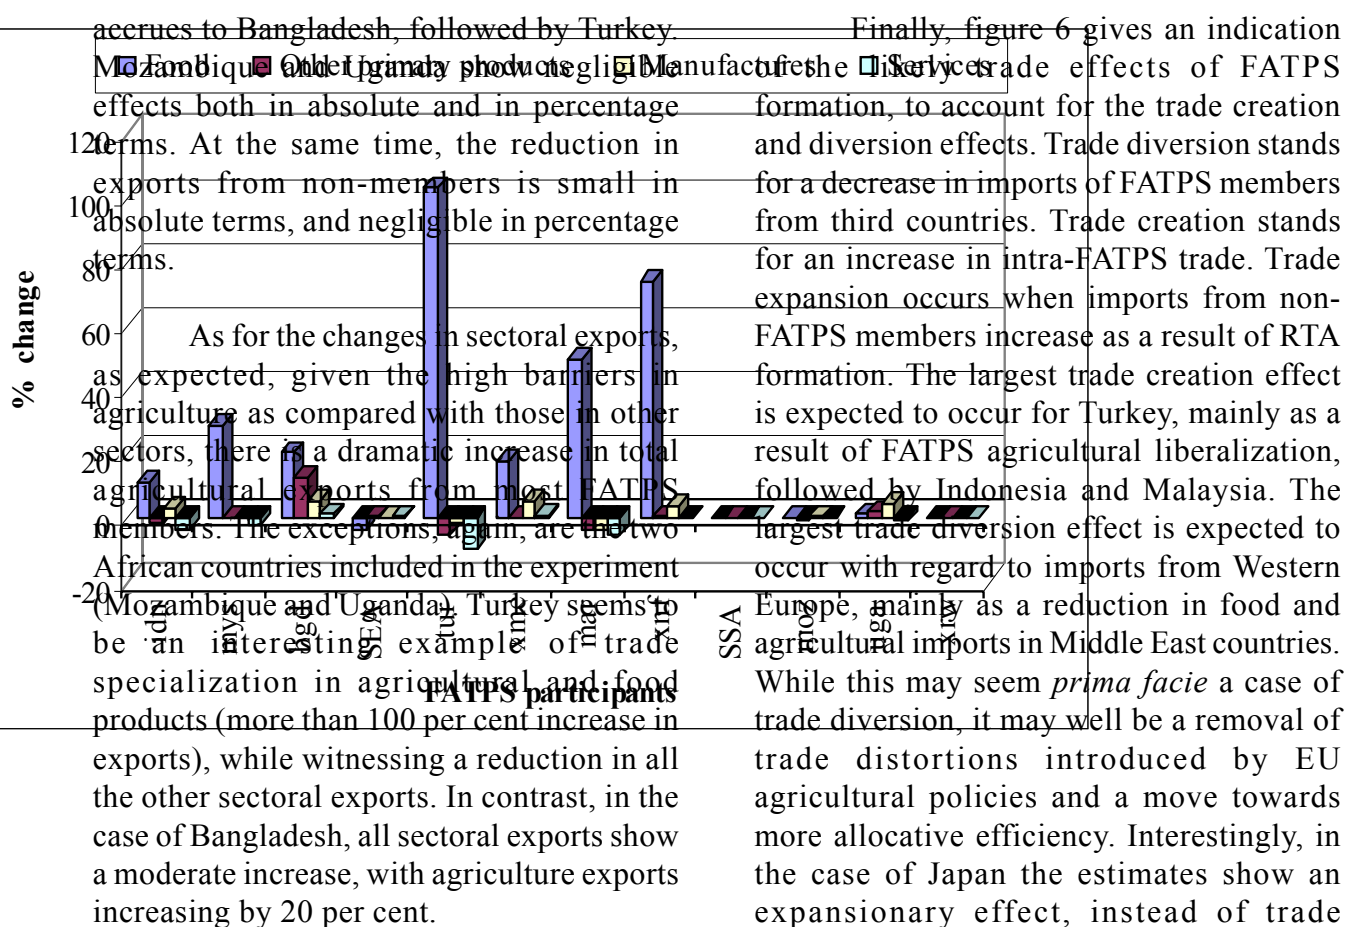 accrues to Bangladesh, followed by Turkey.
Mozambique and Uganda show negligible
effects both in absolute and in percentage
terms. At the same time, the reduction in
exports from non-members is small in
absolute terms, and negligible in percentage
terms.
As for the changes in sectoral exports,
as expected, given the high barriers in
agriculture as compared with those in other
sectors, there is a dramatic increase in total
agricultural exports from most FATPS
members. The exceptions, again, are the two
African countries included in the experiment
(Mozambique and Uganda). Turkey seems to
be an interesting example of trade
specialization in agricultural and food
products (more than 100 per cent increase in
exports), while witnessing a reduction in all
the other sectoral exports. In contrast, in the
case of Bangladesh, all sectoral exports show
a moderate increase, with agriculture exports
increasing by 20 per cent.
Finally, figure 6 gives an indication
of the likely trade effects of FATPS
formation, to account for the trade creation
and diversion effects. Trade diversion stands
for a decrease in imports of FATPS members
from third countries. Trade creation stands
for an increase in intra-FATPS trade. Trade
expansion occurs when imports from non-
FATPS members increase as a result of RTA
formation. The largest trade creation effect
is expected to occur for Turkey, mainly as a
result of FATPS agricultural liberalization,
followed by Indonesia and Malaysia. The
largest trade diversion effect is expected to
occur with regard to imports from Western
Europe, mainly as a reduction in food and
agricultural imports in Middle East countries.
While this may seem prima facie a case of
trade diversion, it may well be a removal of
trade distortions introduced by EU
agricultural policies and a move towards
more allocative efficiency. Interestingly, in
the case of Japan the estimates show an
expansionary effect, instead of trade
Food Other primary products Manufactures Services
% change
120
100
80
60
40
20
0
-20
idn mys bgd SEA tur xmk mar xnf SSA moz uga xrw
FATPS participants